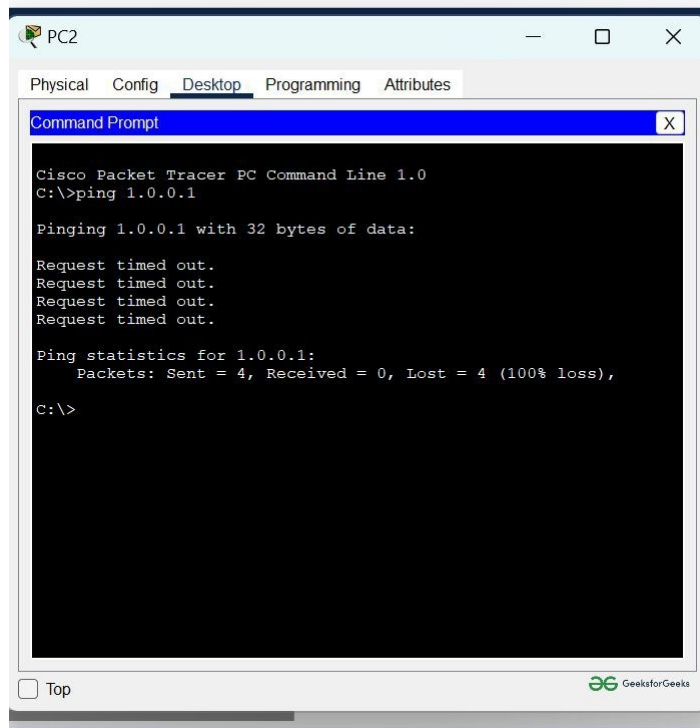 PC2
Physical Config Desktop Programming Attributes
Command Prompt
X
Cisco Packet Tracer PC Command Line 1.0
C:\>ping 1.0.0.1
Pinging 1.0.0.1 with 32 bytes of data:
Request timed out.
Request timed out.
Request timed out.
Request timed out.
Ping statistics for 1.0.0.1:
Packets: Sent = 4, Received = 0, Lost = 4 (100% loss),
C:\>
Top
GeeksforGeeks